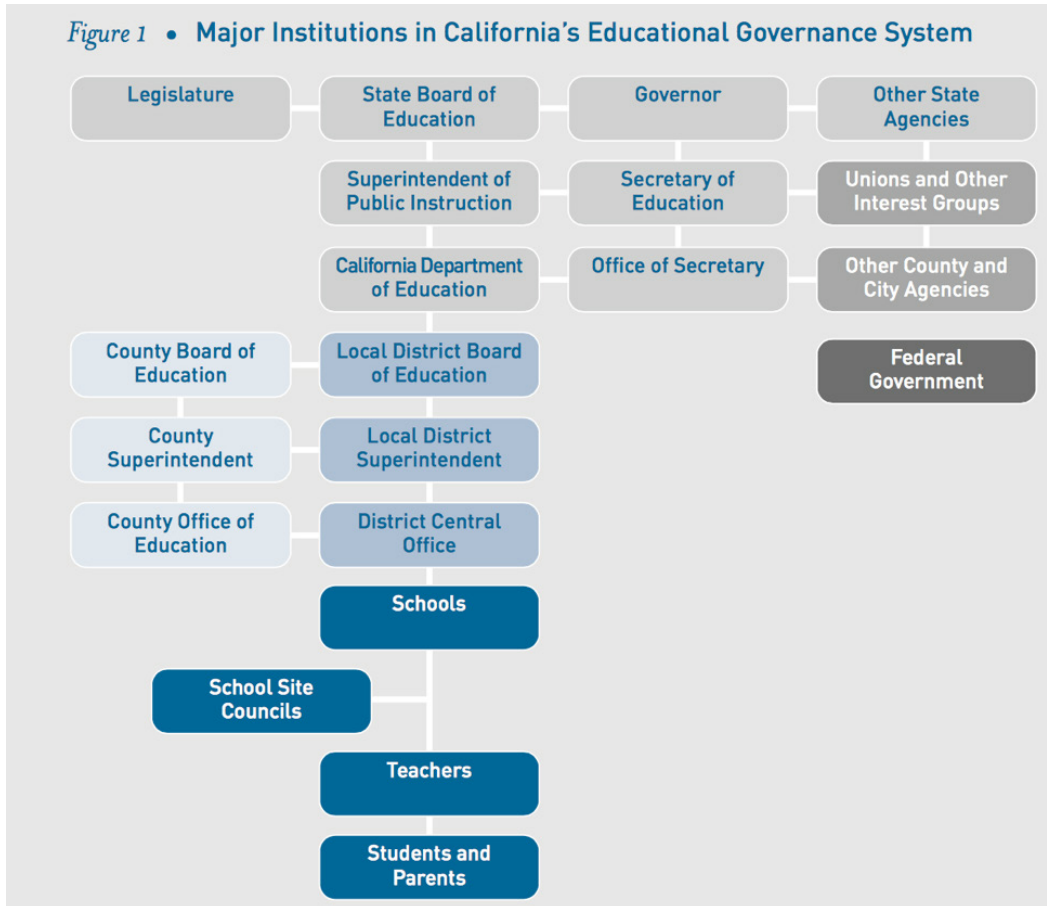 Figure 1 • Major Institutions in California's Educational Governance System
Legislature
State Board of
Education
Governor
Other State
Agencies
Superintendent of
Public Instruction
Secretary of
Education
Unions and Other
Interest Groups
California Department
of Education
Office of Secretary
Other County and
City Agencies
County Board of
Education
Local District Board
of Education
Federal
Government
County
Superintendent
Local District
Superintendent
County Office of
Education
District Central
Office
Schools
School Site
Councils
Teachers
Students and
Parents